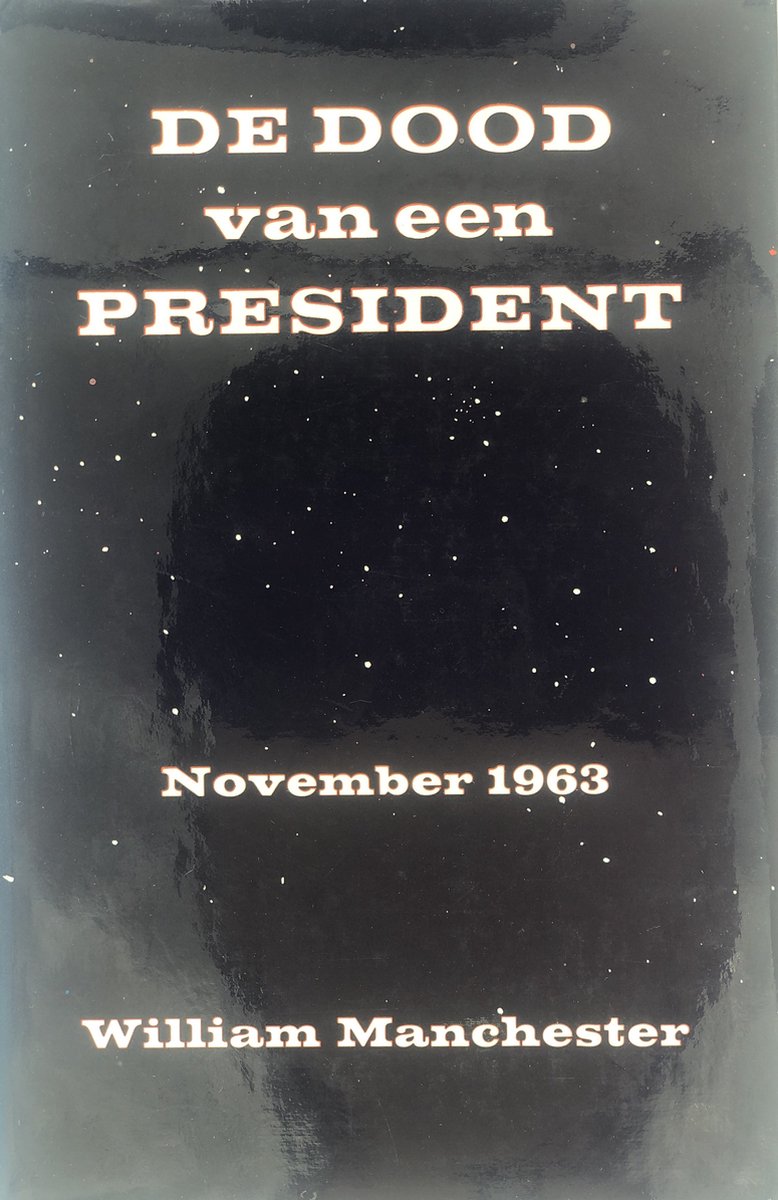 DE DOOD
van een
PRESIDENT
November 1963
William Manchester